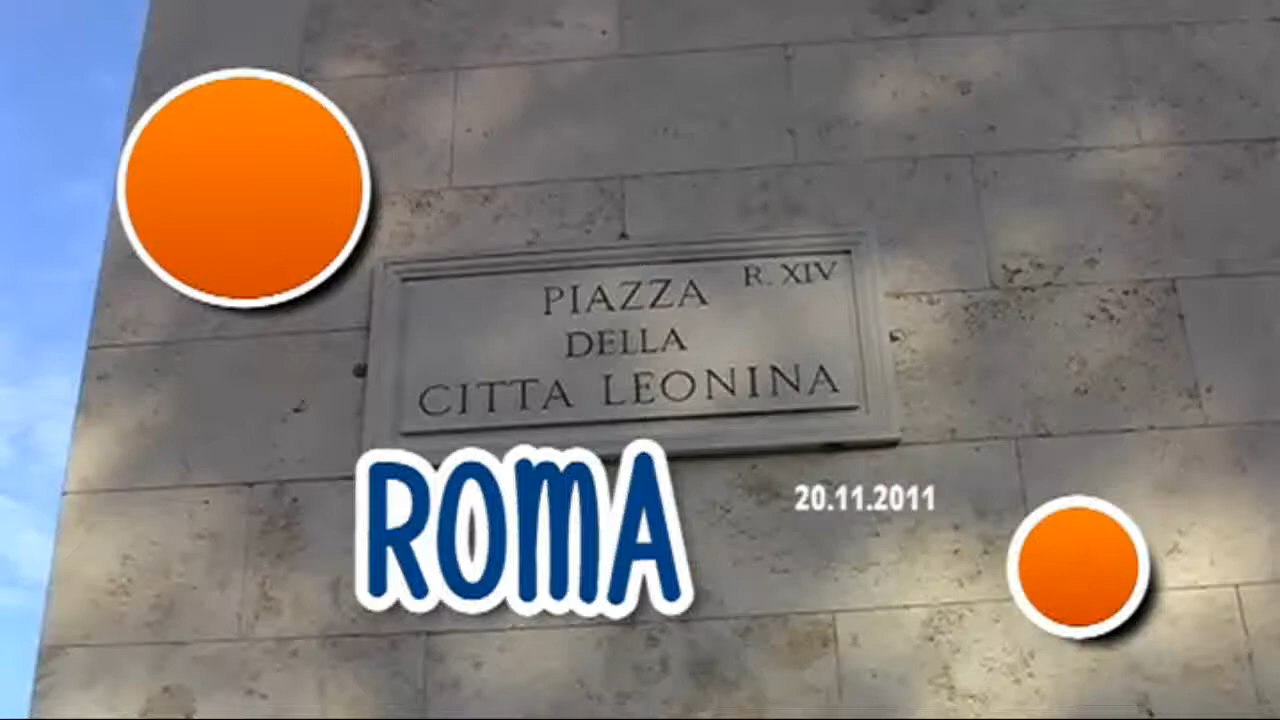 PIAZZA R. XIV
DELLA
CITTA LEONINA
ROMA
20.11.2011